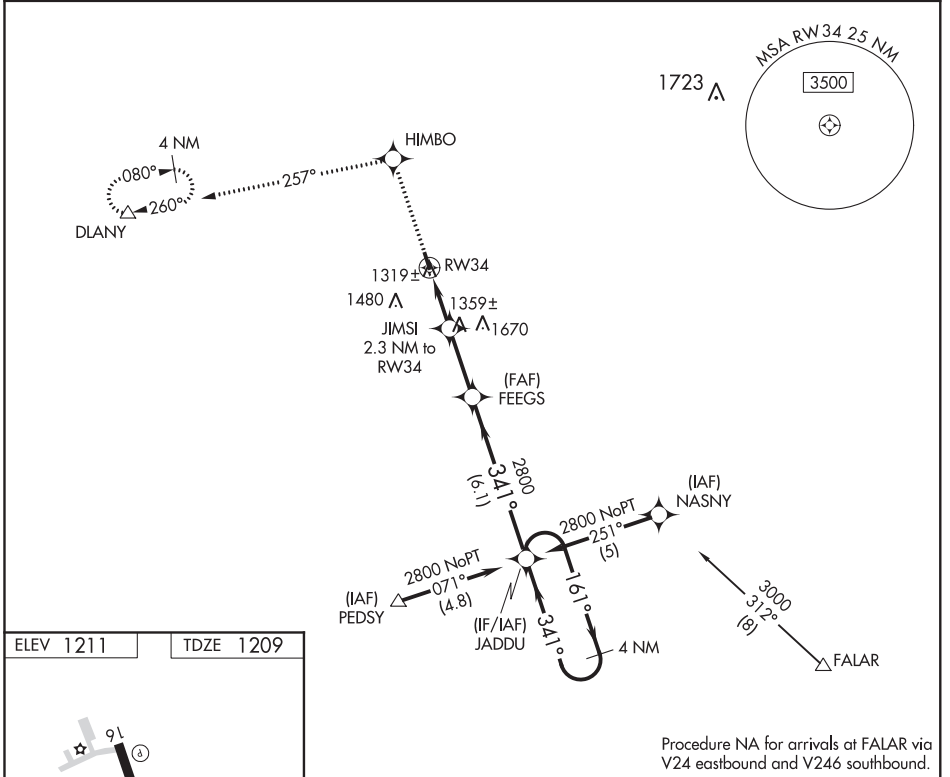 MSA RW34 25 NM
3500
1723
HIMBO
4 NM
080°
260°
257°
DLANY
RW34
1319±
1480
1359±
1670
JIMSI
2.3 NM to
RW34
(FAF)
FEEGS
2800
341°
(6.1)
(IAF)
NASNY
2800 NoPT
251°
(5)
2800 NoPT
071°
(4.8)
(IAF)
PEDSY
(IF/IAF)
JADDU
341°
161°
4 NM
3000
312°
(8)
FALAR
ELEV 1211
TDZE 1209
16
P
Procedure NA for arrivals at FALAR via
V24 eastbound and V246 southbound.